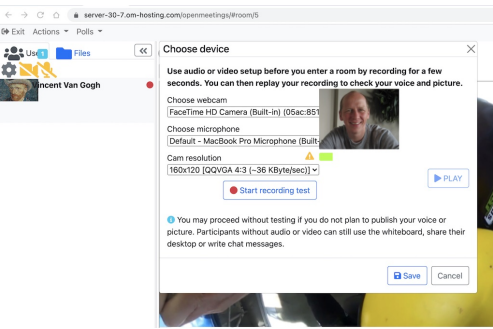 server-30-7.om-hosting.com/openmeetings/#room/5
Exit Actions Polls
Use 1 Files
Vincent Van Gogh
Choose device
Use audio or video setup before you enter a room by recording for a few
seconds. You can then replay your recording to check your voice and picture.
Choose webcam
FaceTime HD Camera (Built-in) (05ac:851
Choose microphone
Default - MacBook Pro Microphone (Built-
Cam resolution
160x120 [QQVGA 4:3 (~36 KByte/sec)]
Start recording test
PLAY
You may proceed without testing if you do not plan to publish your voice or
picture. Participants without audio or video can still use the whiteboard, share their
desktop or write chat messages.
Save Cancel